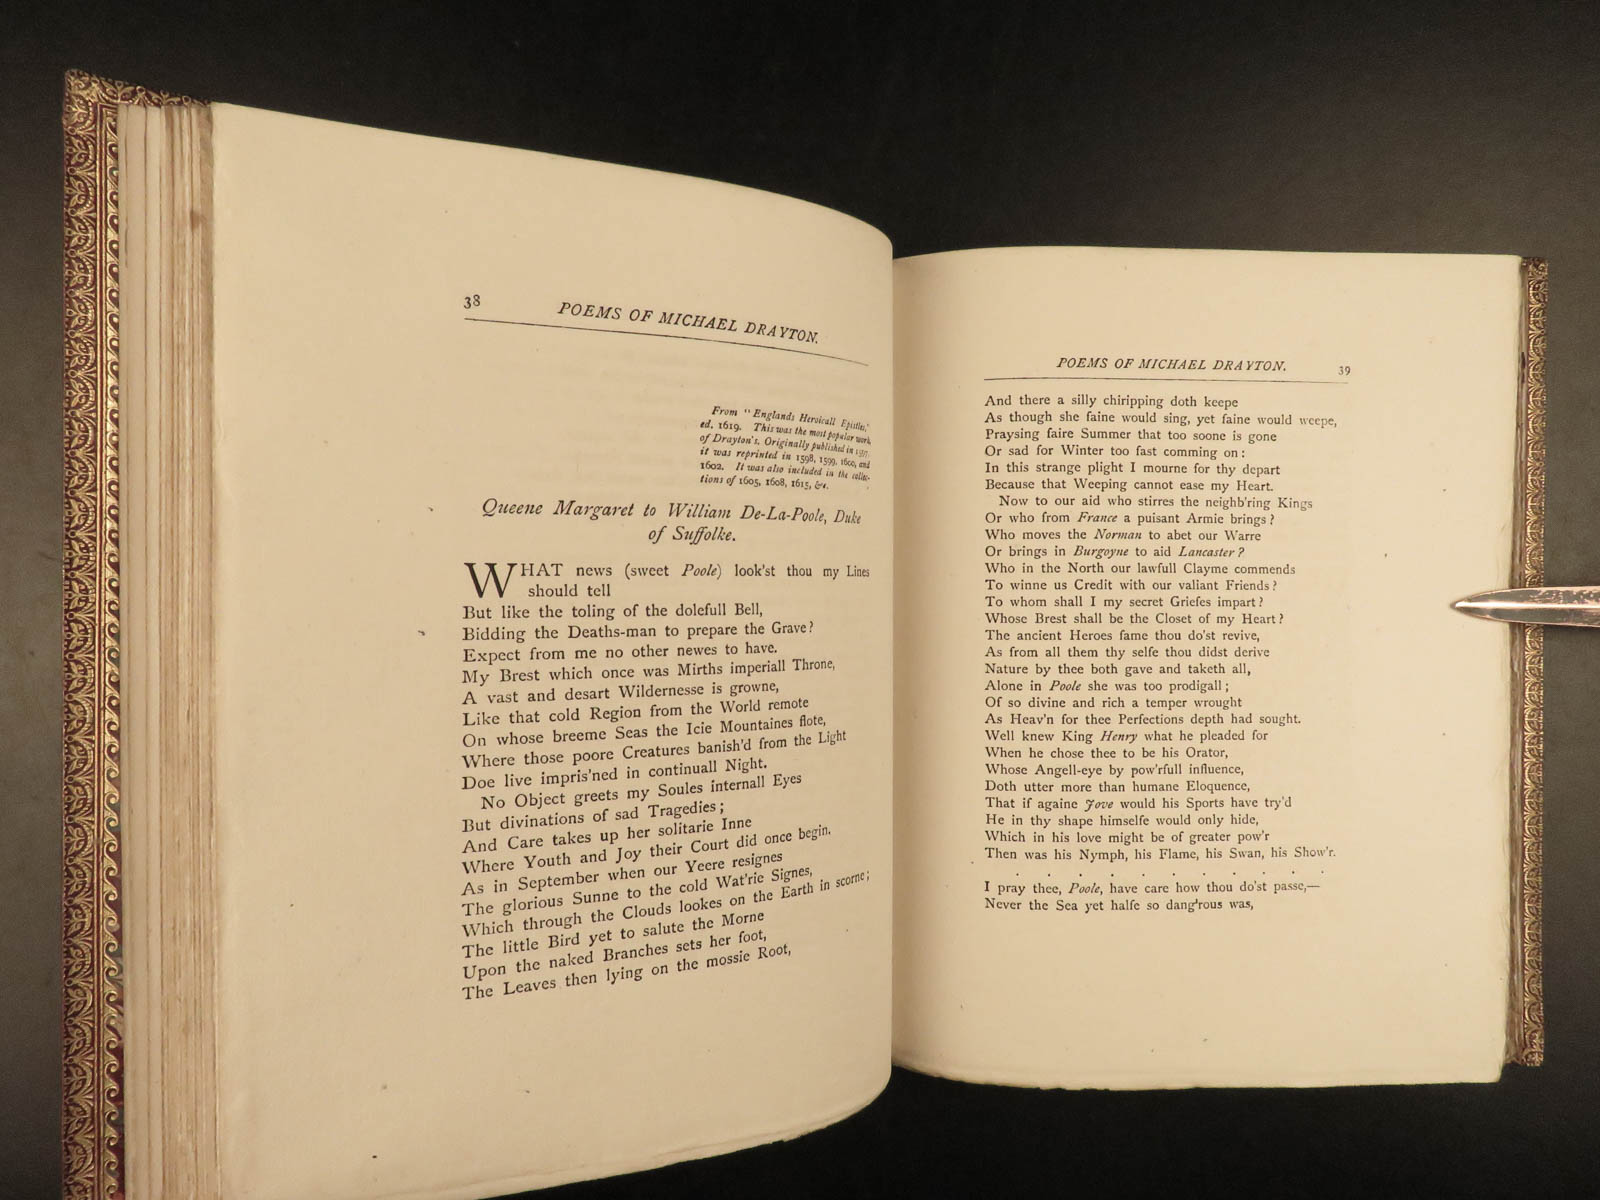 38
POEMS OF MICHAEL DRAYTON.
From "Englands Heroicall Epistles,"
ed. 1619. This was the most popular work
of Drayton's. Originally published in 1597,
it was reprinted in 1598, 1599, 1600, and
1602. It was also included in the collec-
tions of 1605, 1608, 1615, &c.
Queene Margaret to William De-La-Poole, Duke
of Suffolke.
WHAT news (sweet Poole) look'st thou my Lines
should tell
But like the toling of the dolefull Bell,
Bidding the Deaths-man to prepare the Grave?
Expect from me no other newes to have.
My Brest which once was Mirths imperiall Throne,
A vast and desart Wildernesse is growne,
Like that cold Region from the World remote
On whose breeme Seas the Icie Mountaines flote,
Where those poore Creatures banish'd from the Light
Doe live impris'ned in continuall Night.
No Object greets my Soules internall Eyes
But divinations of sad Tragedies;
And Care takes up her solitarie Inne
Where Youth and Joy their Court did once begin.
As in September when our Yeere resignes
The glorious Sunne to the cold Wat'rie Signes,
Which through the Clouds lookes on the Earth in scorne;
The little Bird yet to salute the Morne
Upon the naked Branches sets her foot,
The Leaves then lying on the mossie Root,
POEMS OF MICHAEL DRAYTON.
39
And there a silly chiripping doth keepe
As though she faine would sing, yet faine would weepe,
Praysing faire Summer that too soone is gone
Or sad for Winter too fast comming on:
In this strange plight I mourne for thy depart
Because that Weeping cannot ease my Heart.
Now to our aid who stirres the neighb'ring Kings
Or who from France a puisant Armie brings?
Who moves the Norman to abet our Warre
Or brings in Burgoyne to aid Lancaster?
Who in the North our lawfull Clayme commends
To winne us Credit with our valiant Friends?
To whom shall I my secret Griefes impart?
Whose Brest shall be the Closet of my Heart?
The ancient Heroes fame thou do'st revive,
As from all them thy selfe thou didst derive
Nature by thee both gave and taketh all,
Alone in Poole she was too prodigall;
Of so divine and rich a temper wrought
As Heav'n for thee Perfections depth had sought.
Well knew King Henry what he pleaded for
When he chose thee to be his Orator,
Whose Angell-eye by pow'rfull influence,
Doth utter more than humane Eloquence,
That if againe Jove would his Sports have try'd
He in thy shape himselfe would only hide,
Which in his love might be of greater pow'r
Then was his Nymph, his Flame, his Swan, his Show'r.
. . . . . . . . . . .
I pray thee, Poole, have care how thou do'st passe,—
Never the Sea yet halfe so dang'rous was,